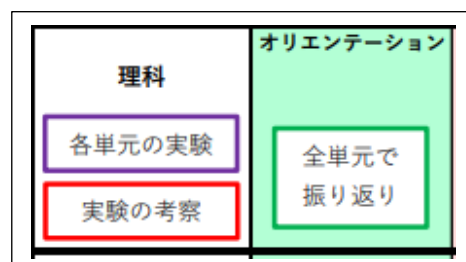 理科
各単元の実験
実験の考察
オリエンテーション
全単元で
振り返り